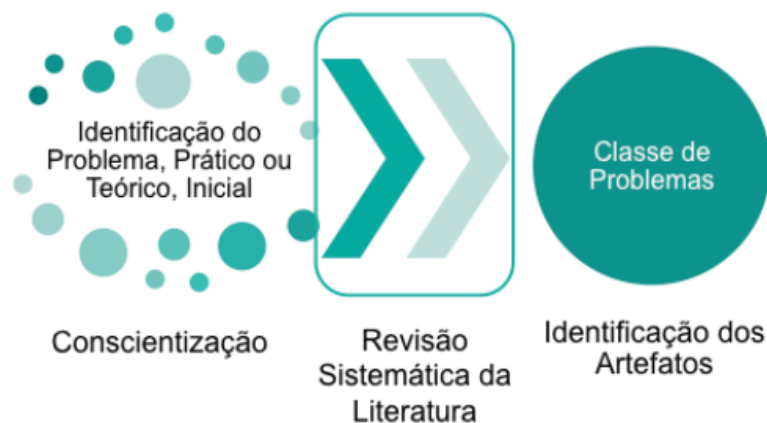 Identificação do
Problema, Prático ou
Teórico, Inicial
Classe de
Problemas
Conscientização
Revisão
Sistemática da
Literatura
Identificação dos
Artefatos